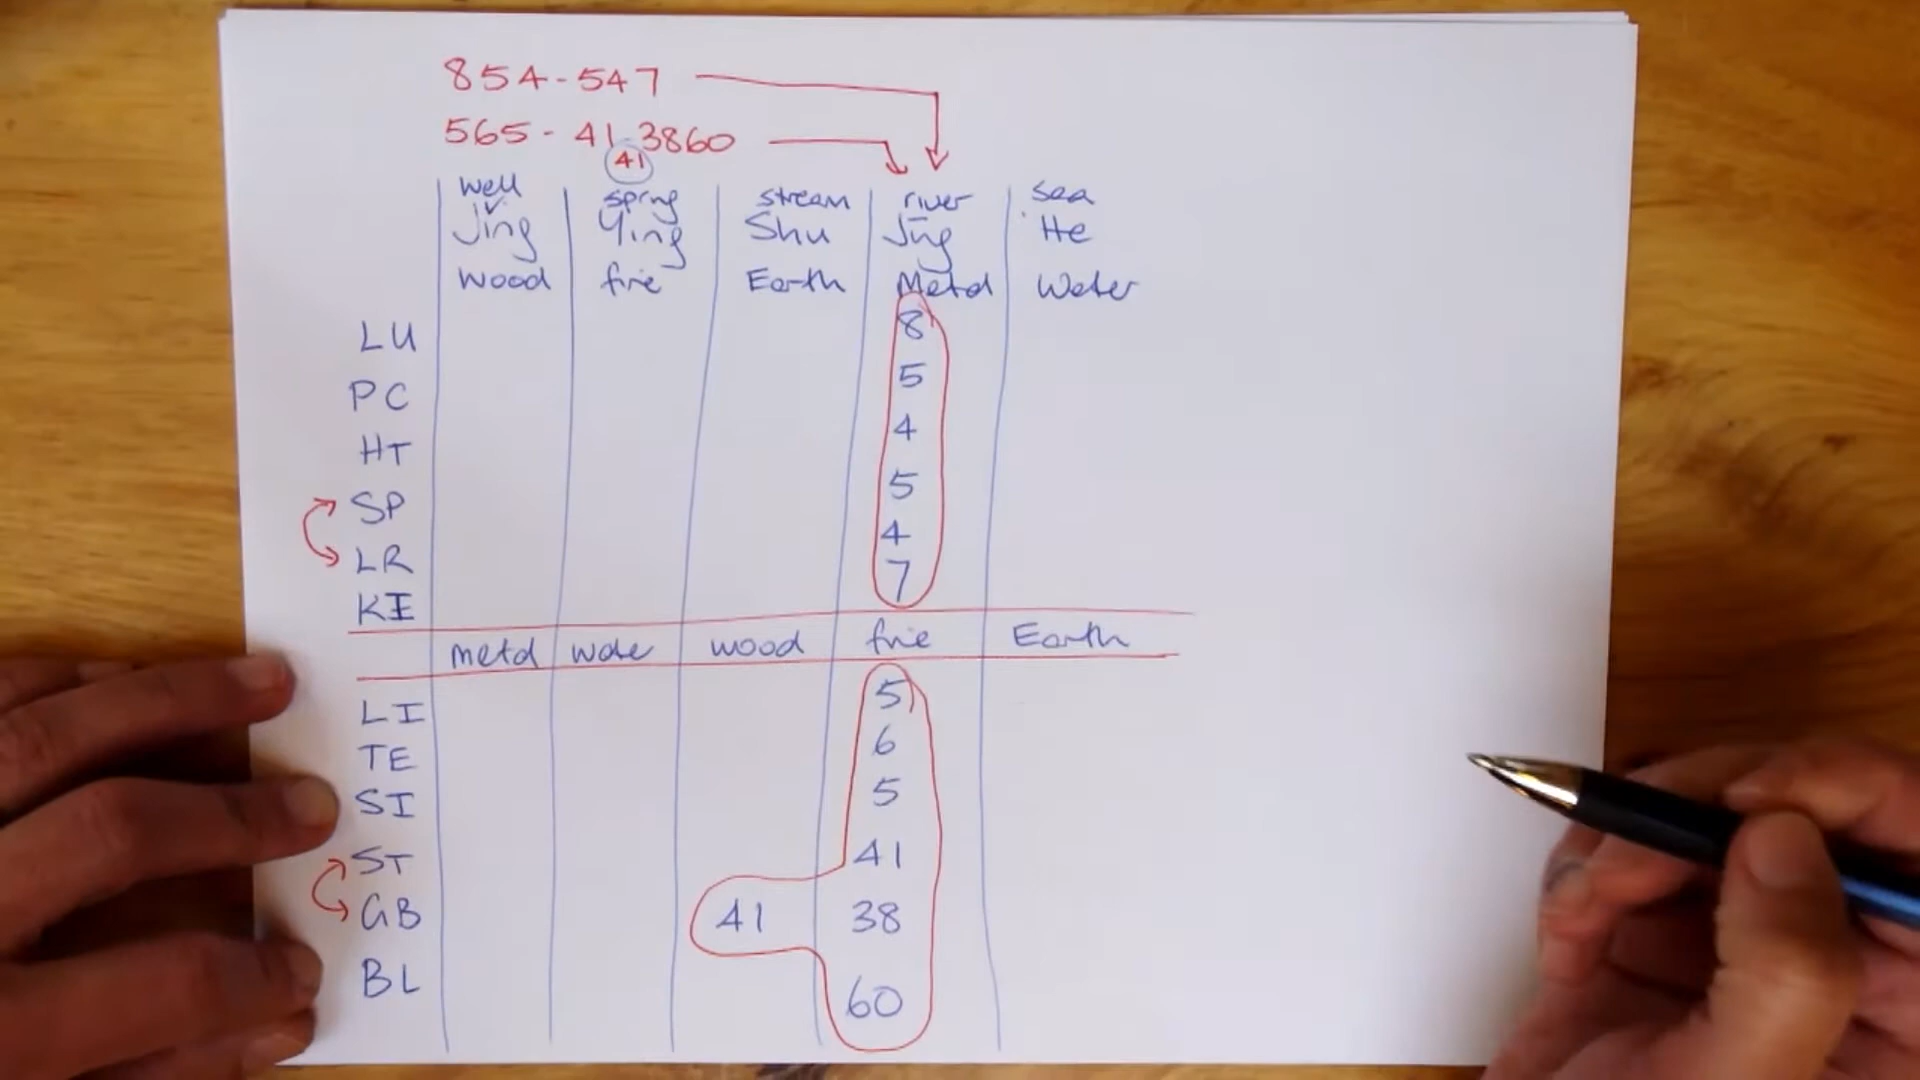 854-547
565-41-3860
41
well spring stream river sea
Jǐng Ying Shu Jīng He
wood fire Earth Metal Water
LU 8
PC 5
HT 4
SP 5
LR 4
KI 7
metal water wood fire Earth
LI 5
TE 6
SI 5
ST 41
GB 41 38
BL 60